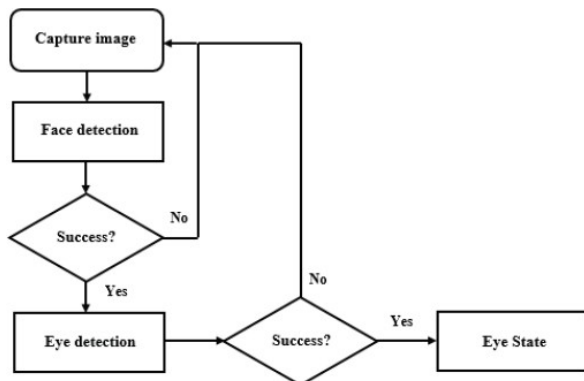 Capture image
Face detection
No
Success?
No
Yes
Yes
Eye detection
Success?
Eye State